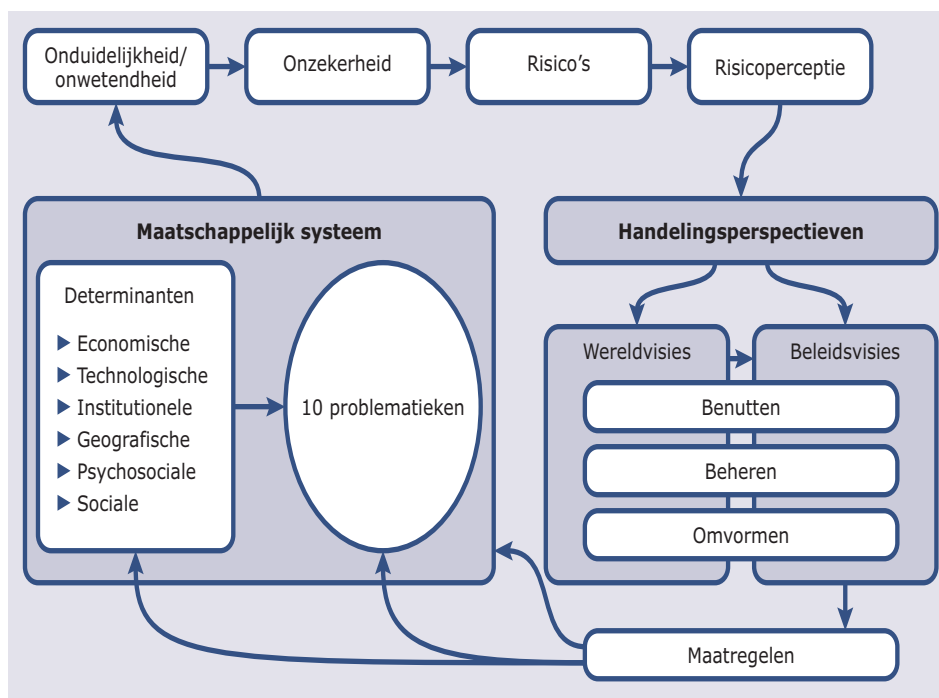 Onduidelijkheid/
onwetendheid
Onzekerheid
Risico's
Risicoperceptie
Maatschappelijk systeem
Determinanten
Economische
Technologische
Institutionele
Geografische
Psychosociale
Sociale
10 problematieken
Handelingsperspectieven
Wereldvisies
Beleidsvisies
Benutten
Beheren
Omvormen
Maatregelen